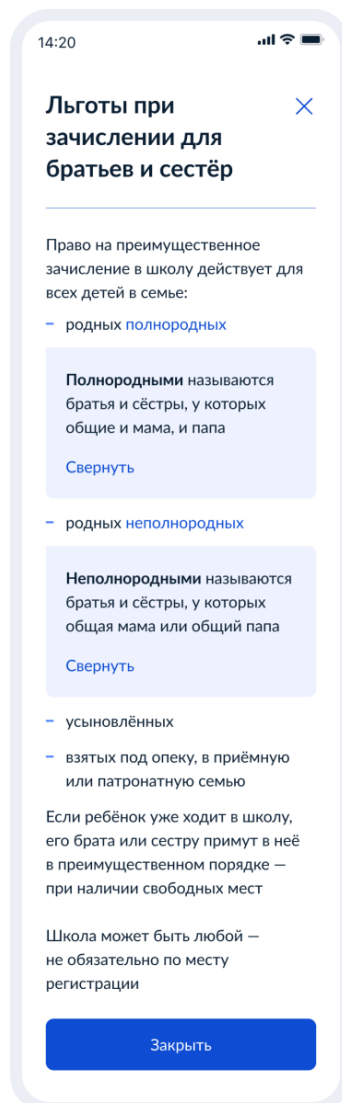 14:20
Льготы при
зачислении для
братьев и сестёр
Право на преимущественное
зачисление в школу действует для
всех детей в семье:
– родных полнородных
Полнородными называются
братья и сёстры, у которых
общие и мама, и папа
Свернуть
– родных неполнородных
Неполнородными называются
братья и сёстры, у которых
общая мама или общий папа
Свернуть
– усыновлённых
– взятых под опеку, в приёмную
или патронатную семью
Если ребёнок уже ходит в школу,
его брата или сестру примут в неё
в преимущественном порядке —
при наличии свободных мест
Школа может быть любой —
не обязательно по месту
регистрации
Закрыть